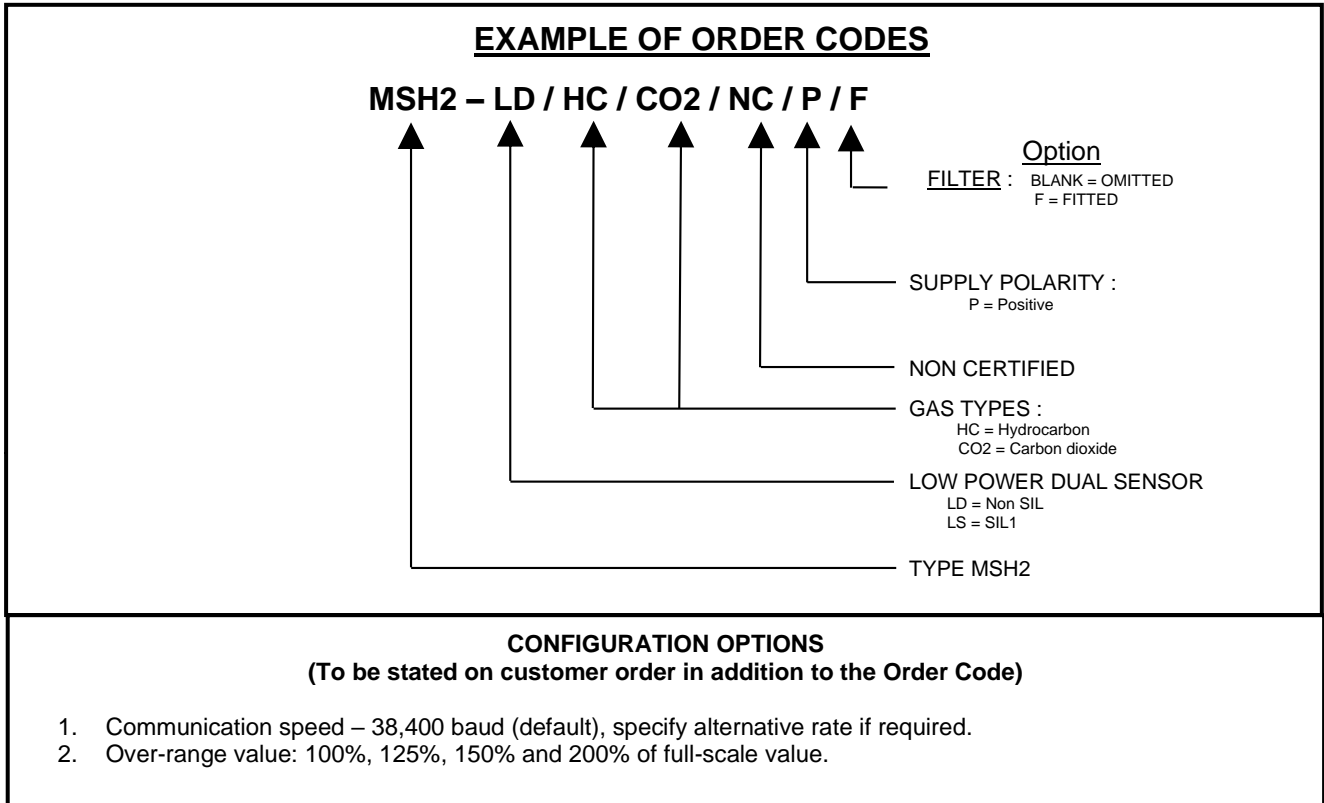 EXAMPLE OF ORDER CODES
MSH2 – LD / HC / CO2 / NC / P / F
Option
FILTER : BLANK = OMITTED
F = FITTED
SUPPLY POLARITY :
P = Positive
NON CERTIFIED
GAS TYPES :
HC = Hydrocarbon
CO2 = Carbon dioxide
LOW POWER DUAL SENSOR
LD = Non SIL
LS = SIL1
TYPE MSH2
CONFIGURATION OPTIONS
(To be stated on customer order in addition to the Order Code)
1. Communication speed – 38,400 baud (default), specify alternative rate if required.
2. Over-range value: 100%, 125%, 150% and 200% of full-scale value.